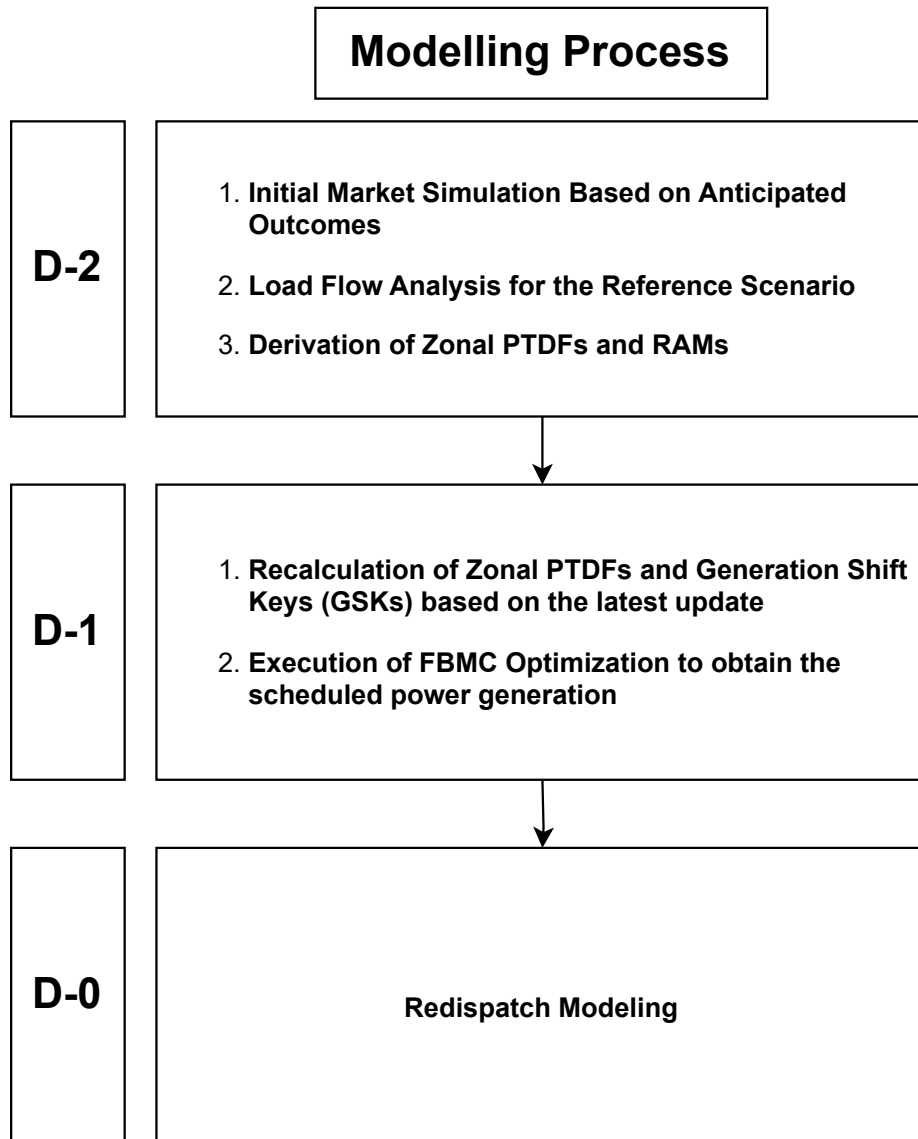 Modelling Process
D-2
1. Initial Market Simulation Based on Anticipated
Outcomes
2. Load Flow Analysis for the Reference Scenario
3. Derivation of Zonal PTDFs and RAMs
D-1
1. Recalculation of Zonal PTDFs and Generation Shift
Keys (GSKs) based on the latest update
2. Execution of FBMC Optimization to obtain the
scheduled power generation
D-0
Redispatch Modeling